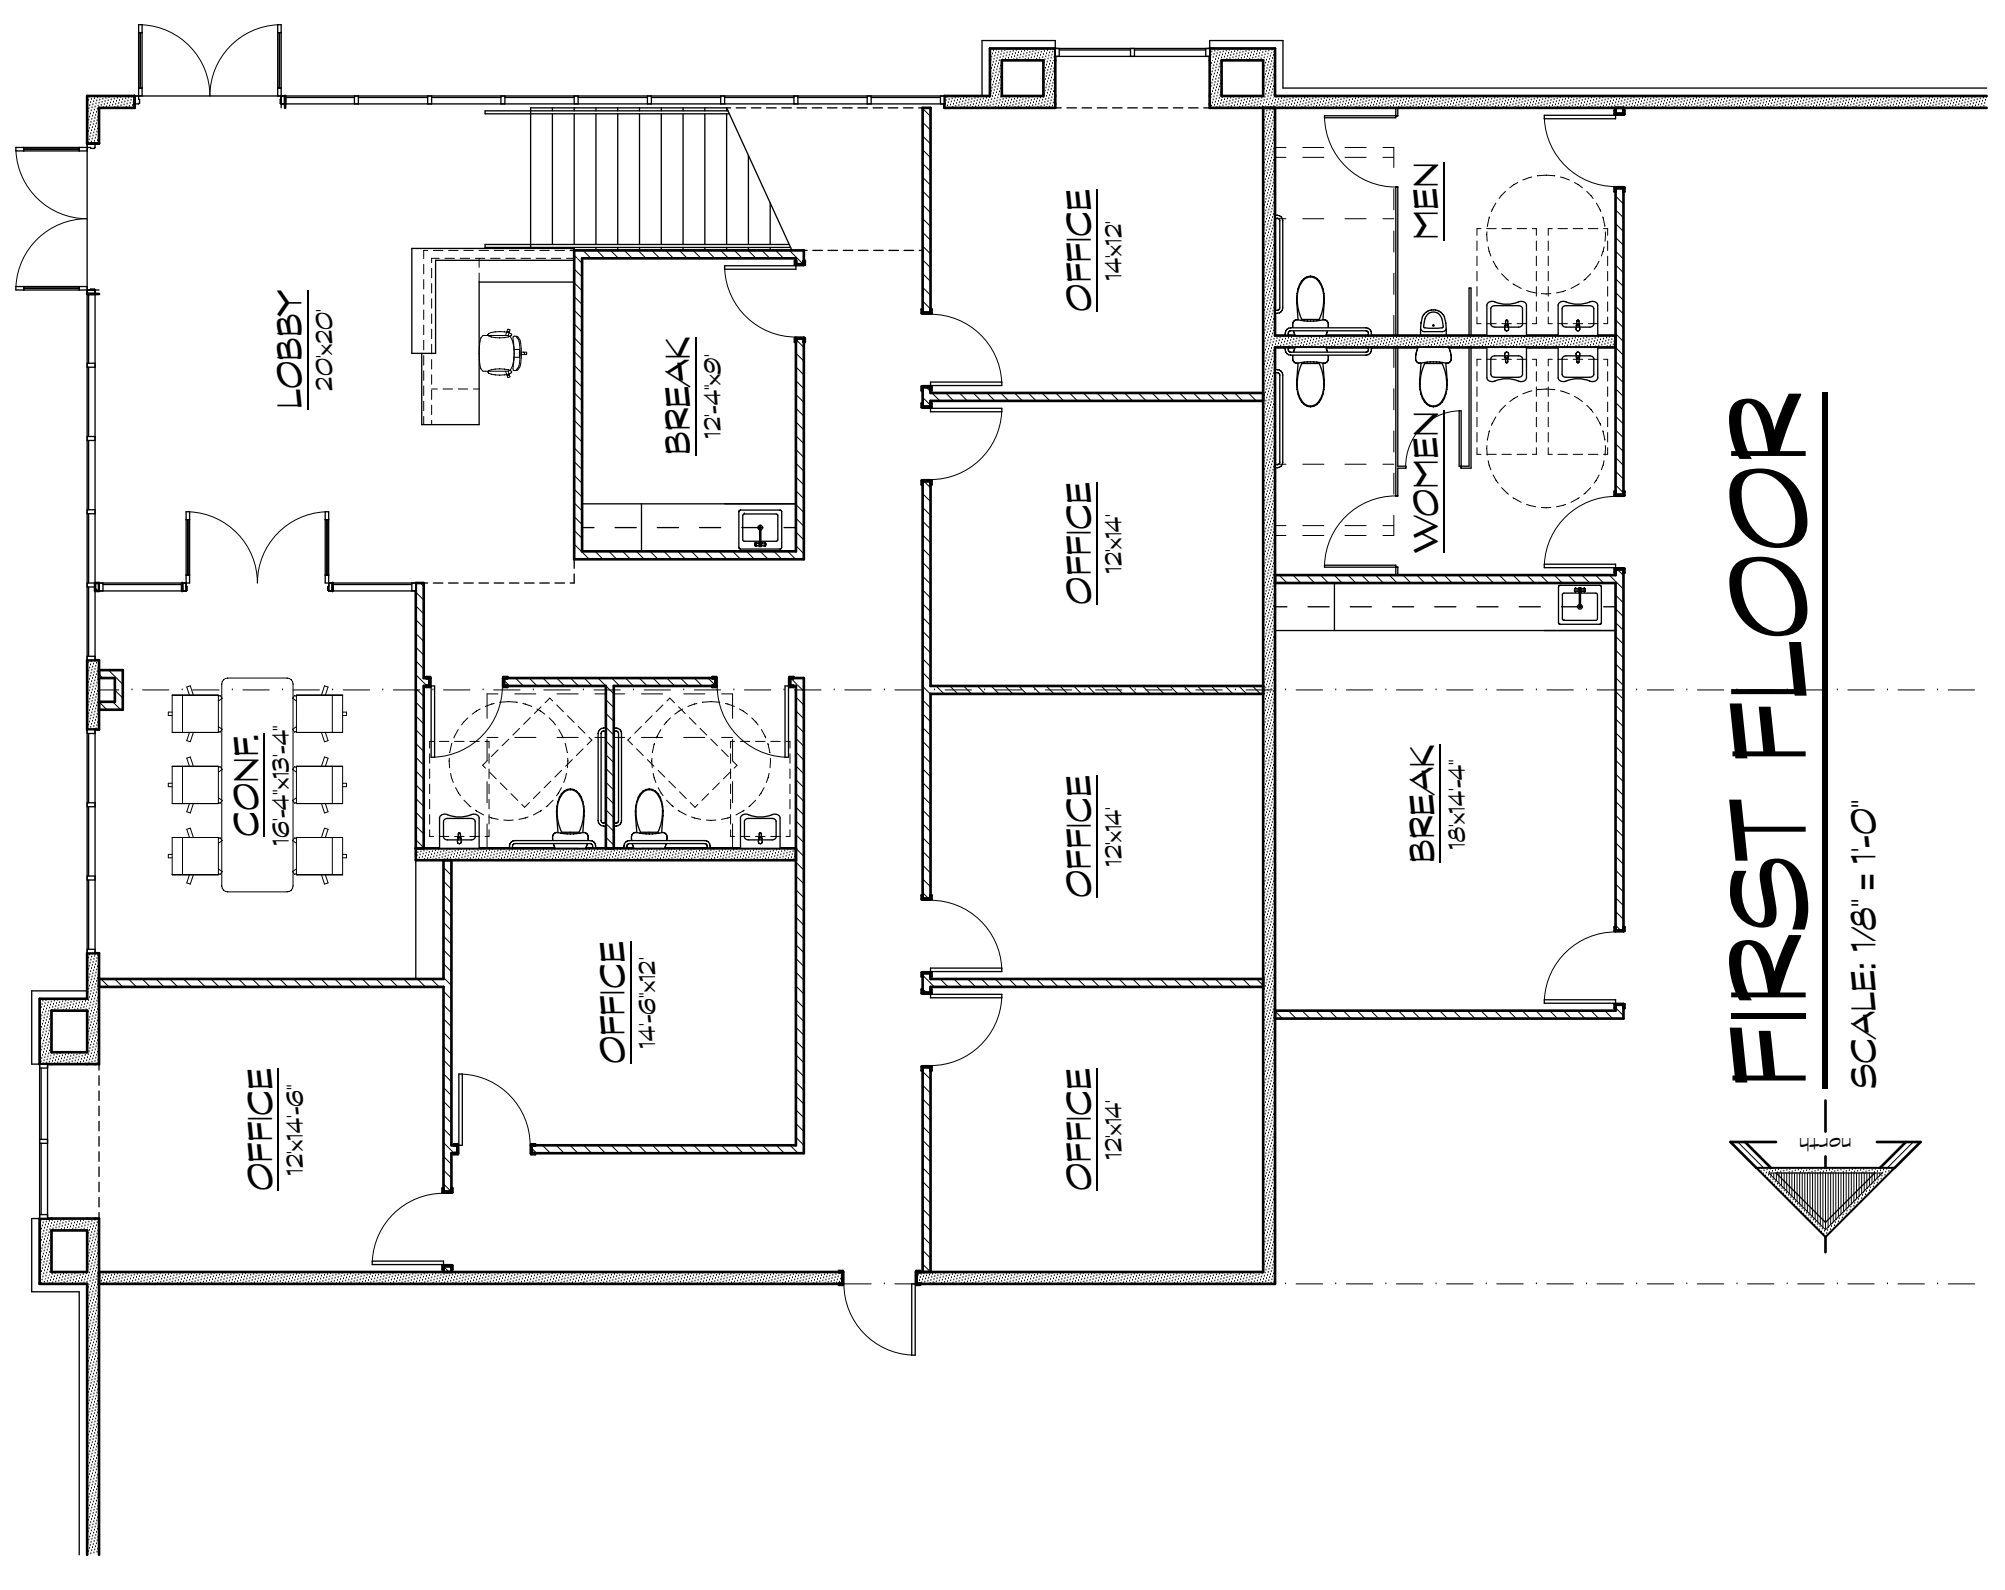 LOBBY
20'x20'
BREAK
12'-4"x9'
OFFICE
14'x12'
MEN
WOMEN
OFFICE
12'x14'
CONF.
16'-4"x13'-4"
OFFICE
12'x14'
BREAK
18'x14'-4"
OFFICE
14'-6"x12'
OFFICE
12'x14'-6"
OFFICE
12'x14'
FIRST FLOOR
SCALE: 1/8" = 1'-0"
north